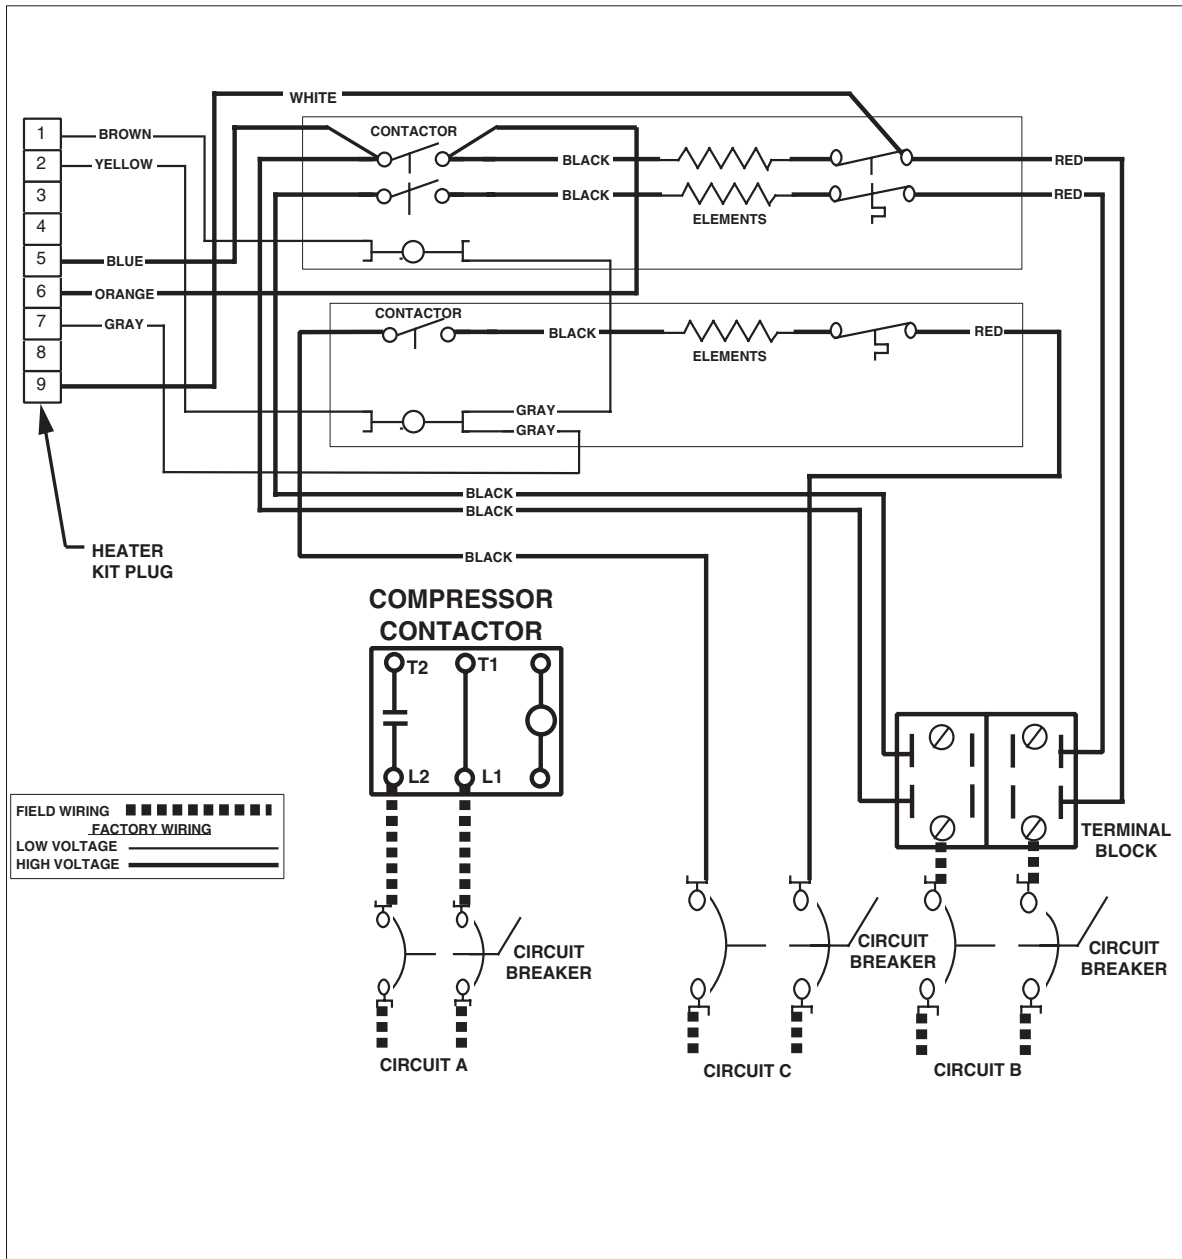 WHITE
1
BROWN
CONTACTOR
2
YELLOW
BLACK
RED
3
BLACK
RED
ELEMENTS
4
5
BLUE
6
ORANGE
7
GRAY
CONTACTOR
BLACK
RED
8
ELEMENTS
9
GRAY
GRAY
BLACK
BLACK
HEATER
KIT PLUG
BLACK
COMPRESSOR
CONTACTOR
T2
T1
L2
L1
FIELD WIRING
FACTORY WIRING
LOW VOLTAGE
HIGH VOLTAGE
TERMINAL
BLOCK
CIRCUIT
BREAKER
CIRCUIT
BREAKER
CIRCUIT
BREAKER
CIRCUIT A
CIRCUIT C
CIRCUIT B